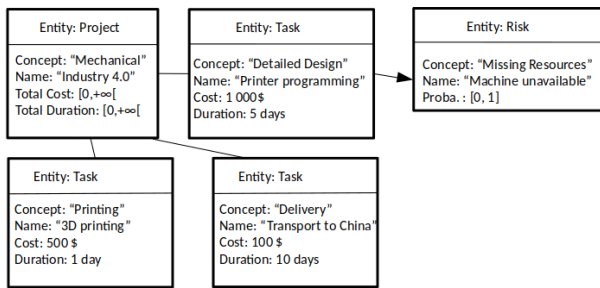 Entity: Project
Concept: “Mechanical”
Name: “Industry 4.0”
Total Cost: [0,+∞[
Total Duration: [0,+∞[
Entity: Task
Concept: “Detailed Design”
Name: “Printer programming”
Cost: 1 000$
Duration: 5 days
Entity: Risk
Concept: “Missing Resources”
Name: “Machine unavailable”
Proba. : [0, 1]
Entity: Task
Concept: “Printing”
Name: “3D printing”
Cost: 500 $
Duration: 1 day
Entity: Task
Concept: “Delivery”
Name: “Transport to China”
Cost: 100 $
Duration: 10 days